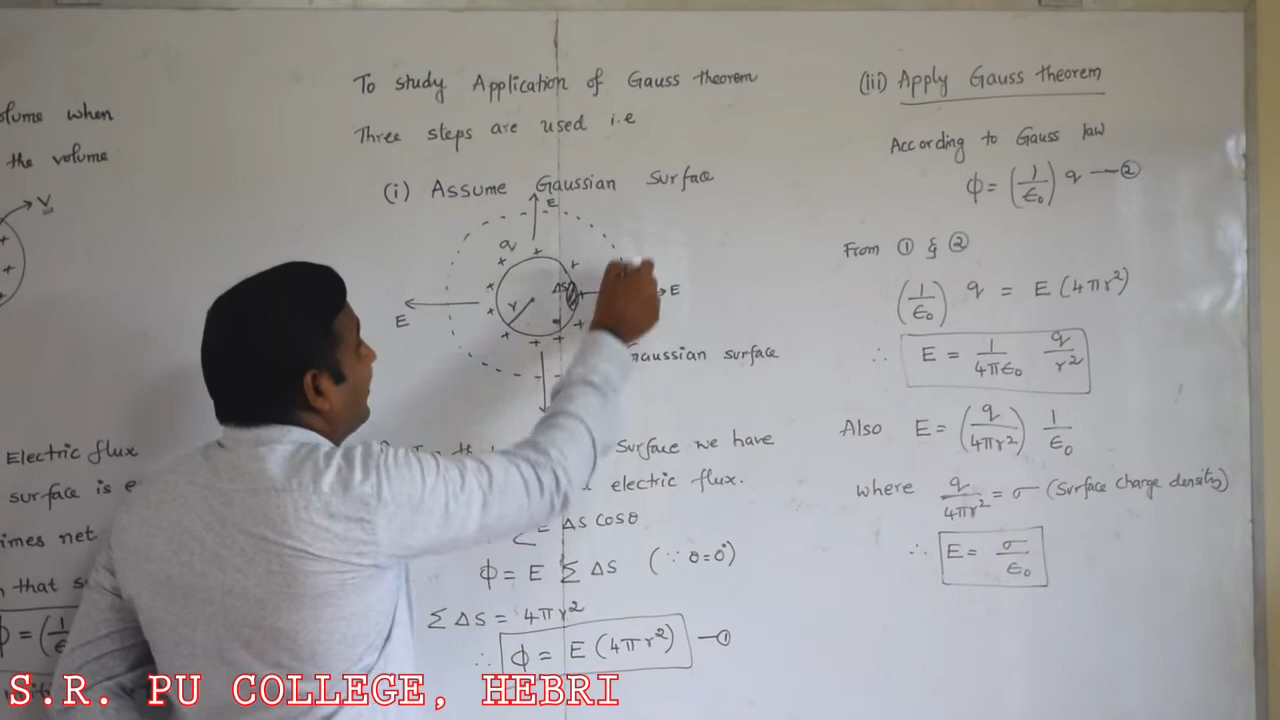 olume when
the volume
V
To study Application of Gauss theorem
Three steps are used i.e
(i) Assume Gaussian Surface
E
q
ΔS
r
E
E
Gaussian surface
Surface we have
electric flux.
E ΔS cosθ
ϕ = E Σ ΔS (∵ θ=0°)
Σ ΔS = 4πr²
∴ ϕ = E (4πr²) —①
Electric flux
surface is e
imes net
that s
ϕ = (1/ε
(iii) Apply Gauss theorem
According to Gauss law
ϕ = (1/ε₀) q —②
From ① & ②
(1/ε₀) q = E (4πr²)
∴ E = 1/4πε₀ q/r²
Also E = (q/4πr²) 1/ε₀
where q/4πr² = σ (Surface charge density)
∴ E = σ/ε₀
S.R. PU COLLEGE, HEBRI